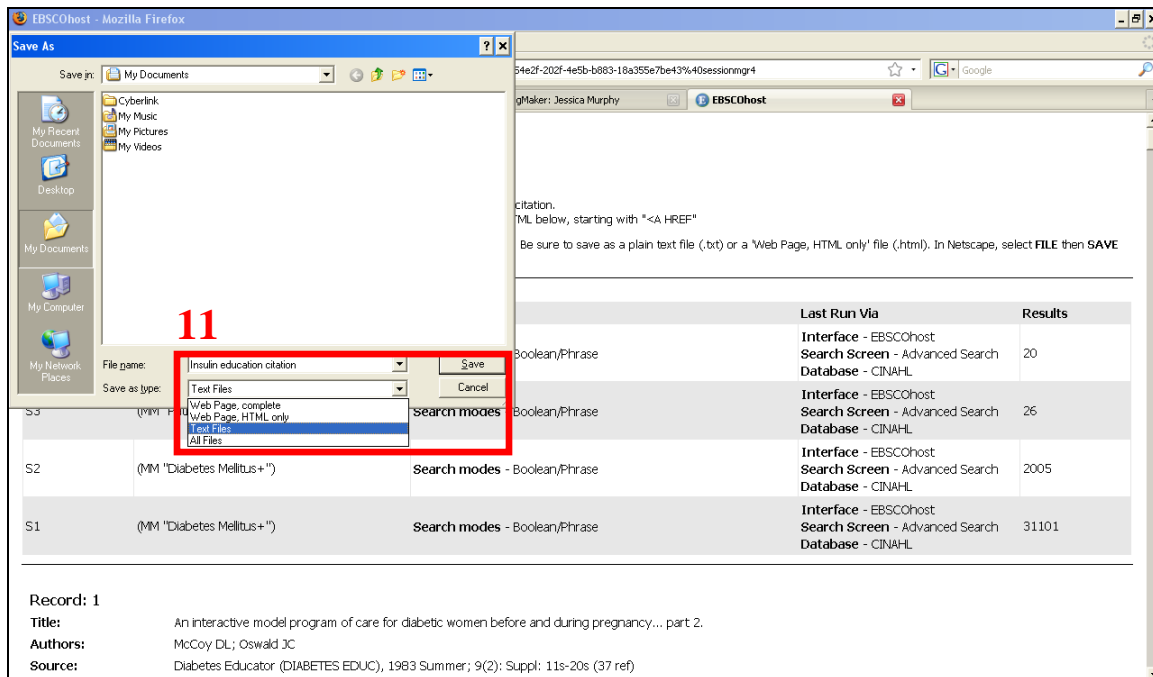 EBSCOhost - Mozilla Firefox
Save As
Save in:
My Documents
54e2f-202f-4e5b-b883-18a355e7be43%40sessionmgr4
Google
gMaker: Jessica Murphy
EBSCOhost
My Recent
Documents
Desktop
My Documents
My Computer
My Network
Places
Cyberlink
My Music
My Pictures
My Videos
citation.
TML below, starting with "<A HREF"
Be sure to save as a plain text file (.txt) or a 'Web Page, HTML only' file (.html). In Netscape, select FILE then SAVE
11
File name:
Insulin education citation
Save
Save as type:
Text Files
Cancel
Web Page, complete
Web Page, HTML only
Text Files
All Files
Last Run Via
Results
Boolean/Phrase
Interface - EBSCOhost
Search Screen - Advanced Search
Database - CINAHL
20
S3
(MM
Search modes - Boolean/Phrase
Interface - EBSCOhost
Search Screen - Advanced Search
Database - CINAHL
26
S2
(MM "Diabetes Mellitus+")
Search modes - Boolean/Phrase
Interface - EBSCOhost
Search Screen - Advanced Search
Database - CINAHL
2005
S1
(MM "Diabetes Mellitus+")
Search modes - Boolean/Phrase
Interface - EBSCOhost
Search Screen - Advanced Search
Database - CINAHL
31101
Record: 1
Title: An interactive model program of care for diabetic women before and during pregnancy... part 2.
Authors: McCoy DL; Oswald JC
Source: Diabetes Educator (DIABETES EDUC), 1983 Summer; 9(2): Suppl: 11s-20s (37 ref)